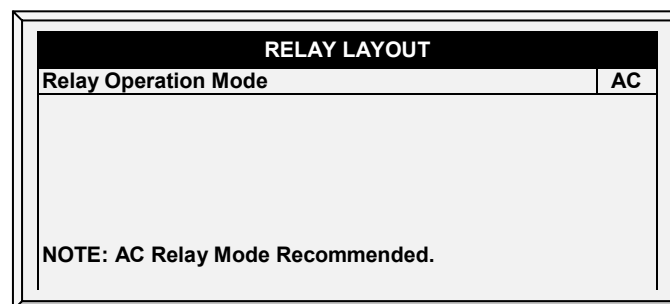 RELAY LAYOUT
Relay Operation Mode AC
NOTE: AC Relay Mode Recommended.